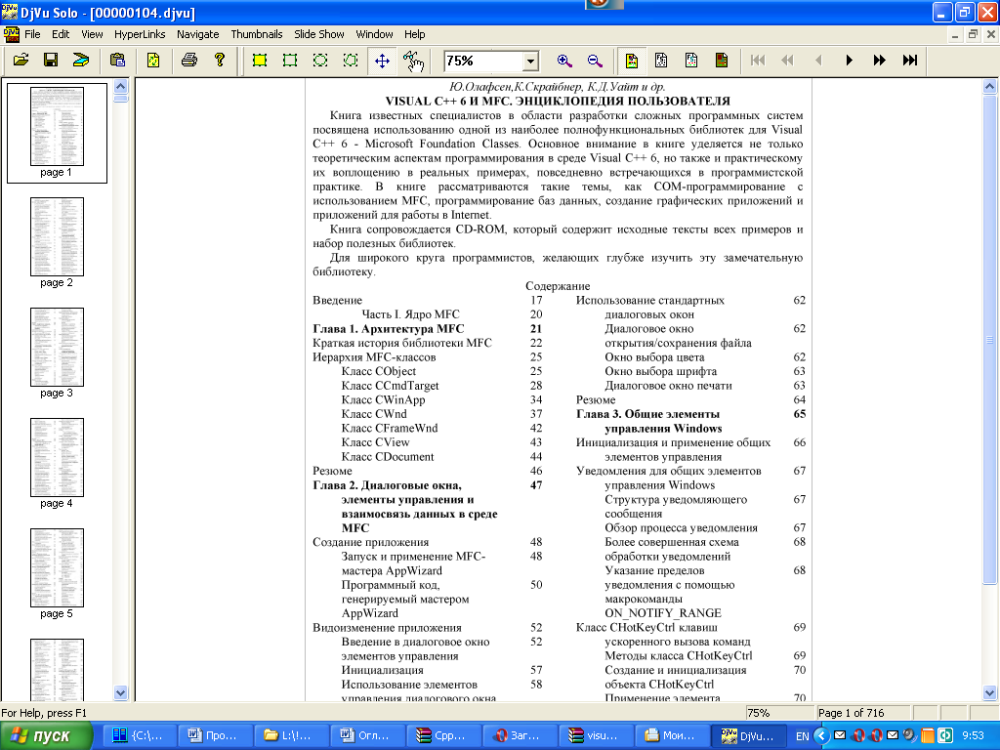 DjVu Solo - [00000104.djvu]
File Edit View HyperLinks Navigate Thumbnails Slide Show Window Help
75%
page 1
page 2
page 3
page 4
page 5
Ю.Олафсен,К.Скрайбнер, К.Д.Уайт и др.
VISUAL C++ 6 И MFC. ЭНЦИКЛОПЕДИЯ ПОЛЬЗОВАТЕЛЯ
Книга известных специалистов в области разработки сложных программных систем
посвящена использованию одной из наиболее полнофункциональных библиотек для Visual
C++ 6 - Microsoft Foundation Classes. Основное внимание в книге уделяется не только
теоретическим аспектам программирования в среде Visual C++ 6, но также и практическому
их воплощению в реальных примерах, повседневно встречающихся в программистской
практике. В книге рассматриваются такие темы, как COM-программирование с
использованием MFC, программирование баз данных, создание графических приложений и
приложений для работы в Internet.
Книга сопровождается CD-ROM, который содержит исходные тексты всех примеров и
набор полезных библиотек.
Для широкого круга программистов, желающих глубже изучить эту замечательную
библиотеку.
Содержание
Введение 17
Часть I. Ядро MFC 20
Глава 1. Архитектура MFC 21
Краткая история библиотеки MFC 22
Иерархия MFC-классов 25
Класс CObject 25
Класс CCmdTarget 28
Класс CWinApp 34
Класс CWnd 37
Класс CFrameWnd 42
Класс CView 43
Класс CDocument 44
Резюме 46
Глава 2. Диалоговые окна, 47
элементы управления и
взаимосвязь данных в среде
MFC
Создание приложения 48
Запуск и применение MFC- 48
мастера AppWizard
Программный код, 50
генерируемый мастером
AppWizard
Видоизменение приложения 52
Введение в диалоговое окно 52
элементов управления
Инициализация 57
Использование элементов 58
управления диалогового окна
Использование стандартных 62
диалоговых окон
Диалоговое окно 62
открытия/сохранения файла
Окно выбора цвета 62
Окно выбора шрифта 63
Диалоговое окно печати 63
Резюме 64
Глава 3. Общие элементы 65
управления Windows
Инициализация и применение общих 66
элементов управления
Уведомления для общих элементов 67
управления Windows
Структура уведомляющего 67
сообщения
Обзор процесса уведомления 67
Более совершенная схема 68
обработки уведомлений
Указание пределов 68
уведомления с помощью
макрокоманды
ON_NOTIFY_RANGE
Класс CHotKeyCtrl клавиш 69
ускоренного вызова команд
Методы класса CHotKeyCtrl 69
Создание и инициализация 70
объекта CHotKeyCtrl
Применение элемента 70
For Help, press F1
75%
Page 1 of 716
пуск
{C:\...
Про...
L:\!...
Огл...
Срр...
Заг...
visu...
Мои...
DjVu...
EN
9:53